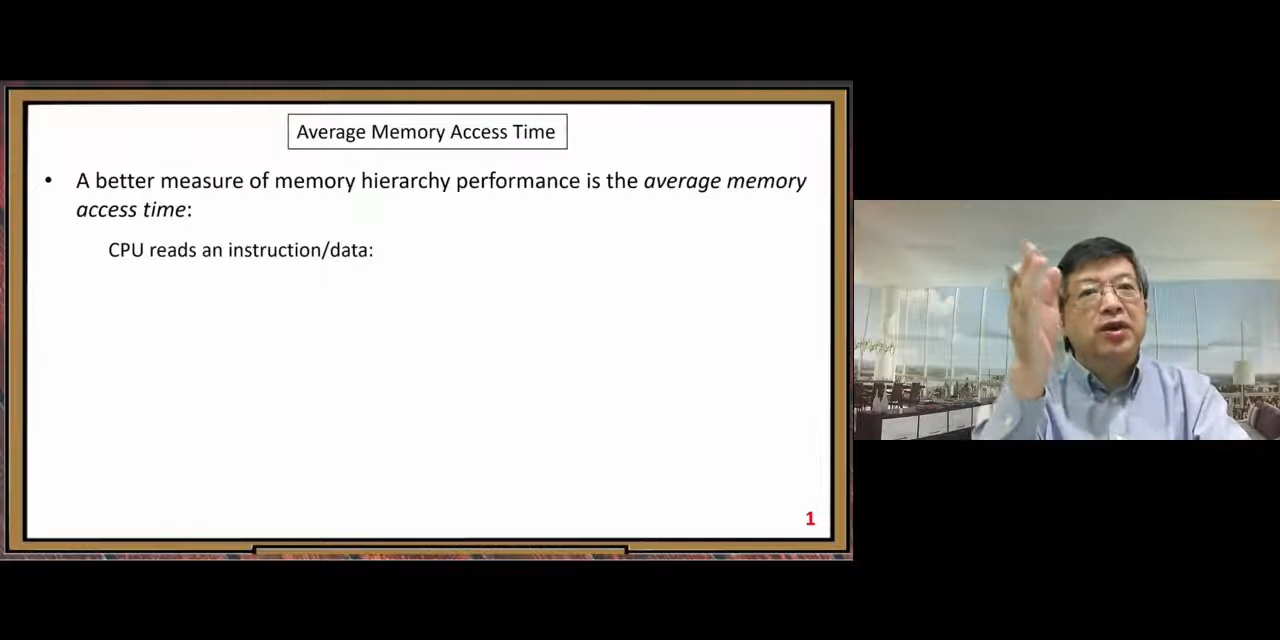 Average Memory Access Time
• A better measure of memory hierarchy performance is the average memory
access time:
CPU reads an instruction/data:
1